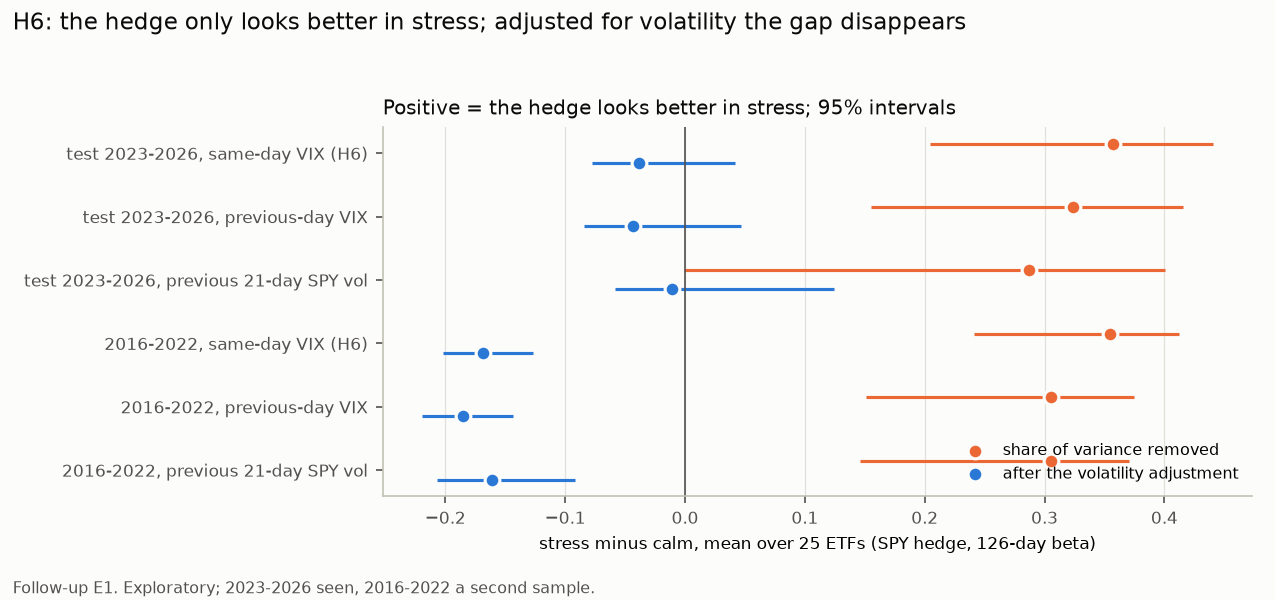 H6: the hedge only looks better in stress; adjusted for volatility the gap disappears
Positive = the hedge looks better in stress; 95% intervals
test 2023-2026, same-day VIX (H6)
test 2023-2026, previous-day VIX
test 2023-2026, previous 21-day SPY vol
2016-2022, same-day VIX (H6)
2016-2022, previous-day VIX
2016-2022, previous 21-day SPY vol
share of variance removed
after the volatility adjustment
−0.2 −0.1 0.0 0.1 0.2 0.3 0.4
stress minus calm, mean over 25 ETFs (SPY hedge, 126-day beta)
Follow-up E1. Exploratory; 2023-2026 seen, 2016-2022 a second sample.